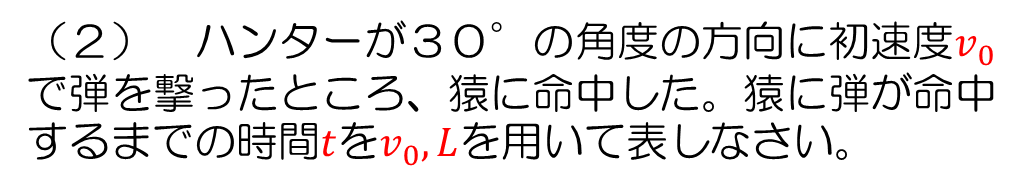 （２）　ハンターが３０°の角度の方向に初速度v₀
で弾を撃ったところ、猿に命中した。猿に弾が命中
するまでの時間tをv₀, Lを用いて表しなさい。